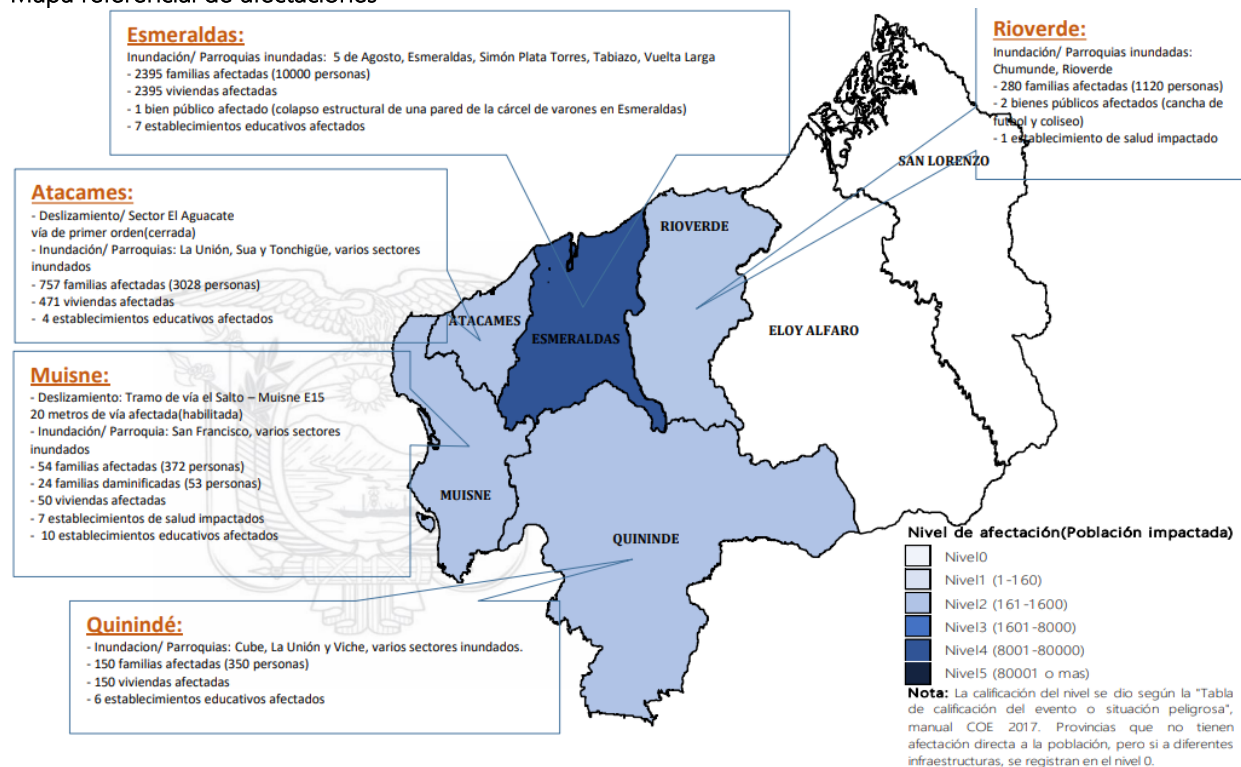 Mapa referencial de afectaciones
Esmeraldas:
Inundación/ Parroquias inundadas: 5 de Agosto, Esmeraldas, Simón Plata Torres, Tabiazo, Vuelta Larga
- 2395 familias afectadas (10000 personas)
- 2395 viviendas afectadas
- 1 bien público afectado (colapso estructural de una pared de la cárcel de varones en Esmeraldas)
- 7 establecimientos educativos afectados
Rioverde:
Inundación/ Parroquias inundadas:
Chumunde, Rioverde
- 280 familias afectadas (1120 personas)
- 2 bienes públicos afectados (cancha de
futbol y coliseo)
- 1 establecimiento de salud impactado
Atacames:
- Deslizamiento/ Sector El Aguacate
vía de primer orden(cerrada)
- Inundación/ Parroquias: La Unión, Sua y Tonchigüe, varios sectores
inundados
- 757 familias afectadas (3028 personas)
- 471 viviendas afectadas
- 4 establecimientos educativos afectados
Muisne:
- Deslizamiento: Tramo de vía el Salto – Muisne E15
20 metros de vía afectada(habilitada)
- Inundación/ Parroquia: San Francisco, varios sectores
inundados
- 54 familias afectadas (372 personas)
- 24 familias daminificadas (53 personas)
- 50 viviendas afectadas
- 7 establecimientos de salud impactados
- 10 establecimientos educativos afectados
Quinindé:
- Inundacion/ Parroquias: Cube, La Unión y Viche, varios sectores inundados.
- 150 familias afectadas (350 personas)
- 150 viviendas afectadas
- 6 establecimientos educativos afectados
SAN LORENZO
RIOVERDE
ATACAMES
ESMERALDAS
ELOY ALFARO
MUISNE
QUININDE
Nivel de afectación(Población impactada)
Nivel0
Nivel1 (1-160)
Nivel2 (161-1600)
Nivel3 (1601-8000)
Nivel4 (8001-80000)
Nivel5 (80001 o mas)
Nota: La calificación del nivel se dio según la "Tabla
de calificación del evento o situación peligrosa",
manual COE 2017. Provincias que no tienen
afectación directa a la población, pero si a diferentes
infraestructuras, se registran en el nivel 0.